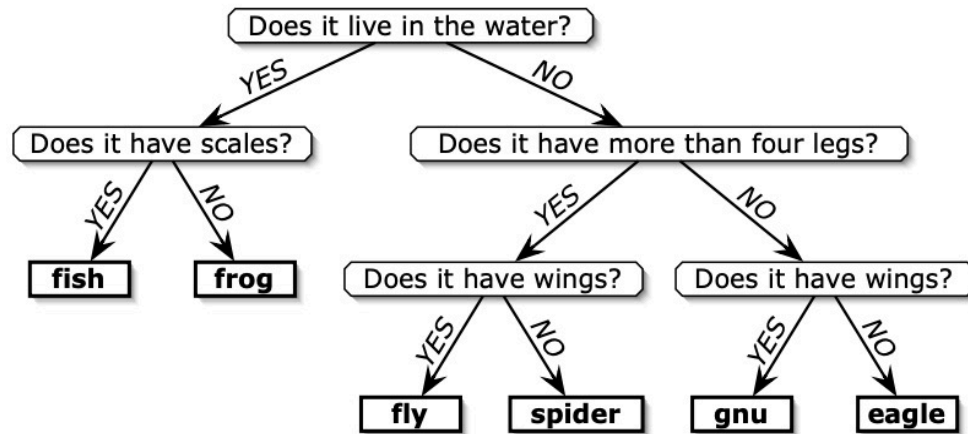 Does it live in the water?
YES
NO
Does it have scales?
Does it have more than four legs?
YES
NO
YES
NO
fish
frog
Does it have wings?
Does it have wings?
YES
NO
YES
NO
fly
spider
gnu
eagle